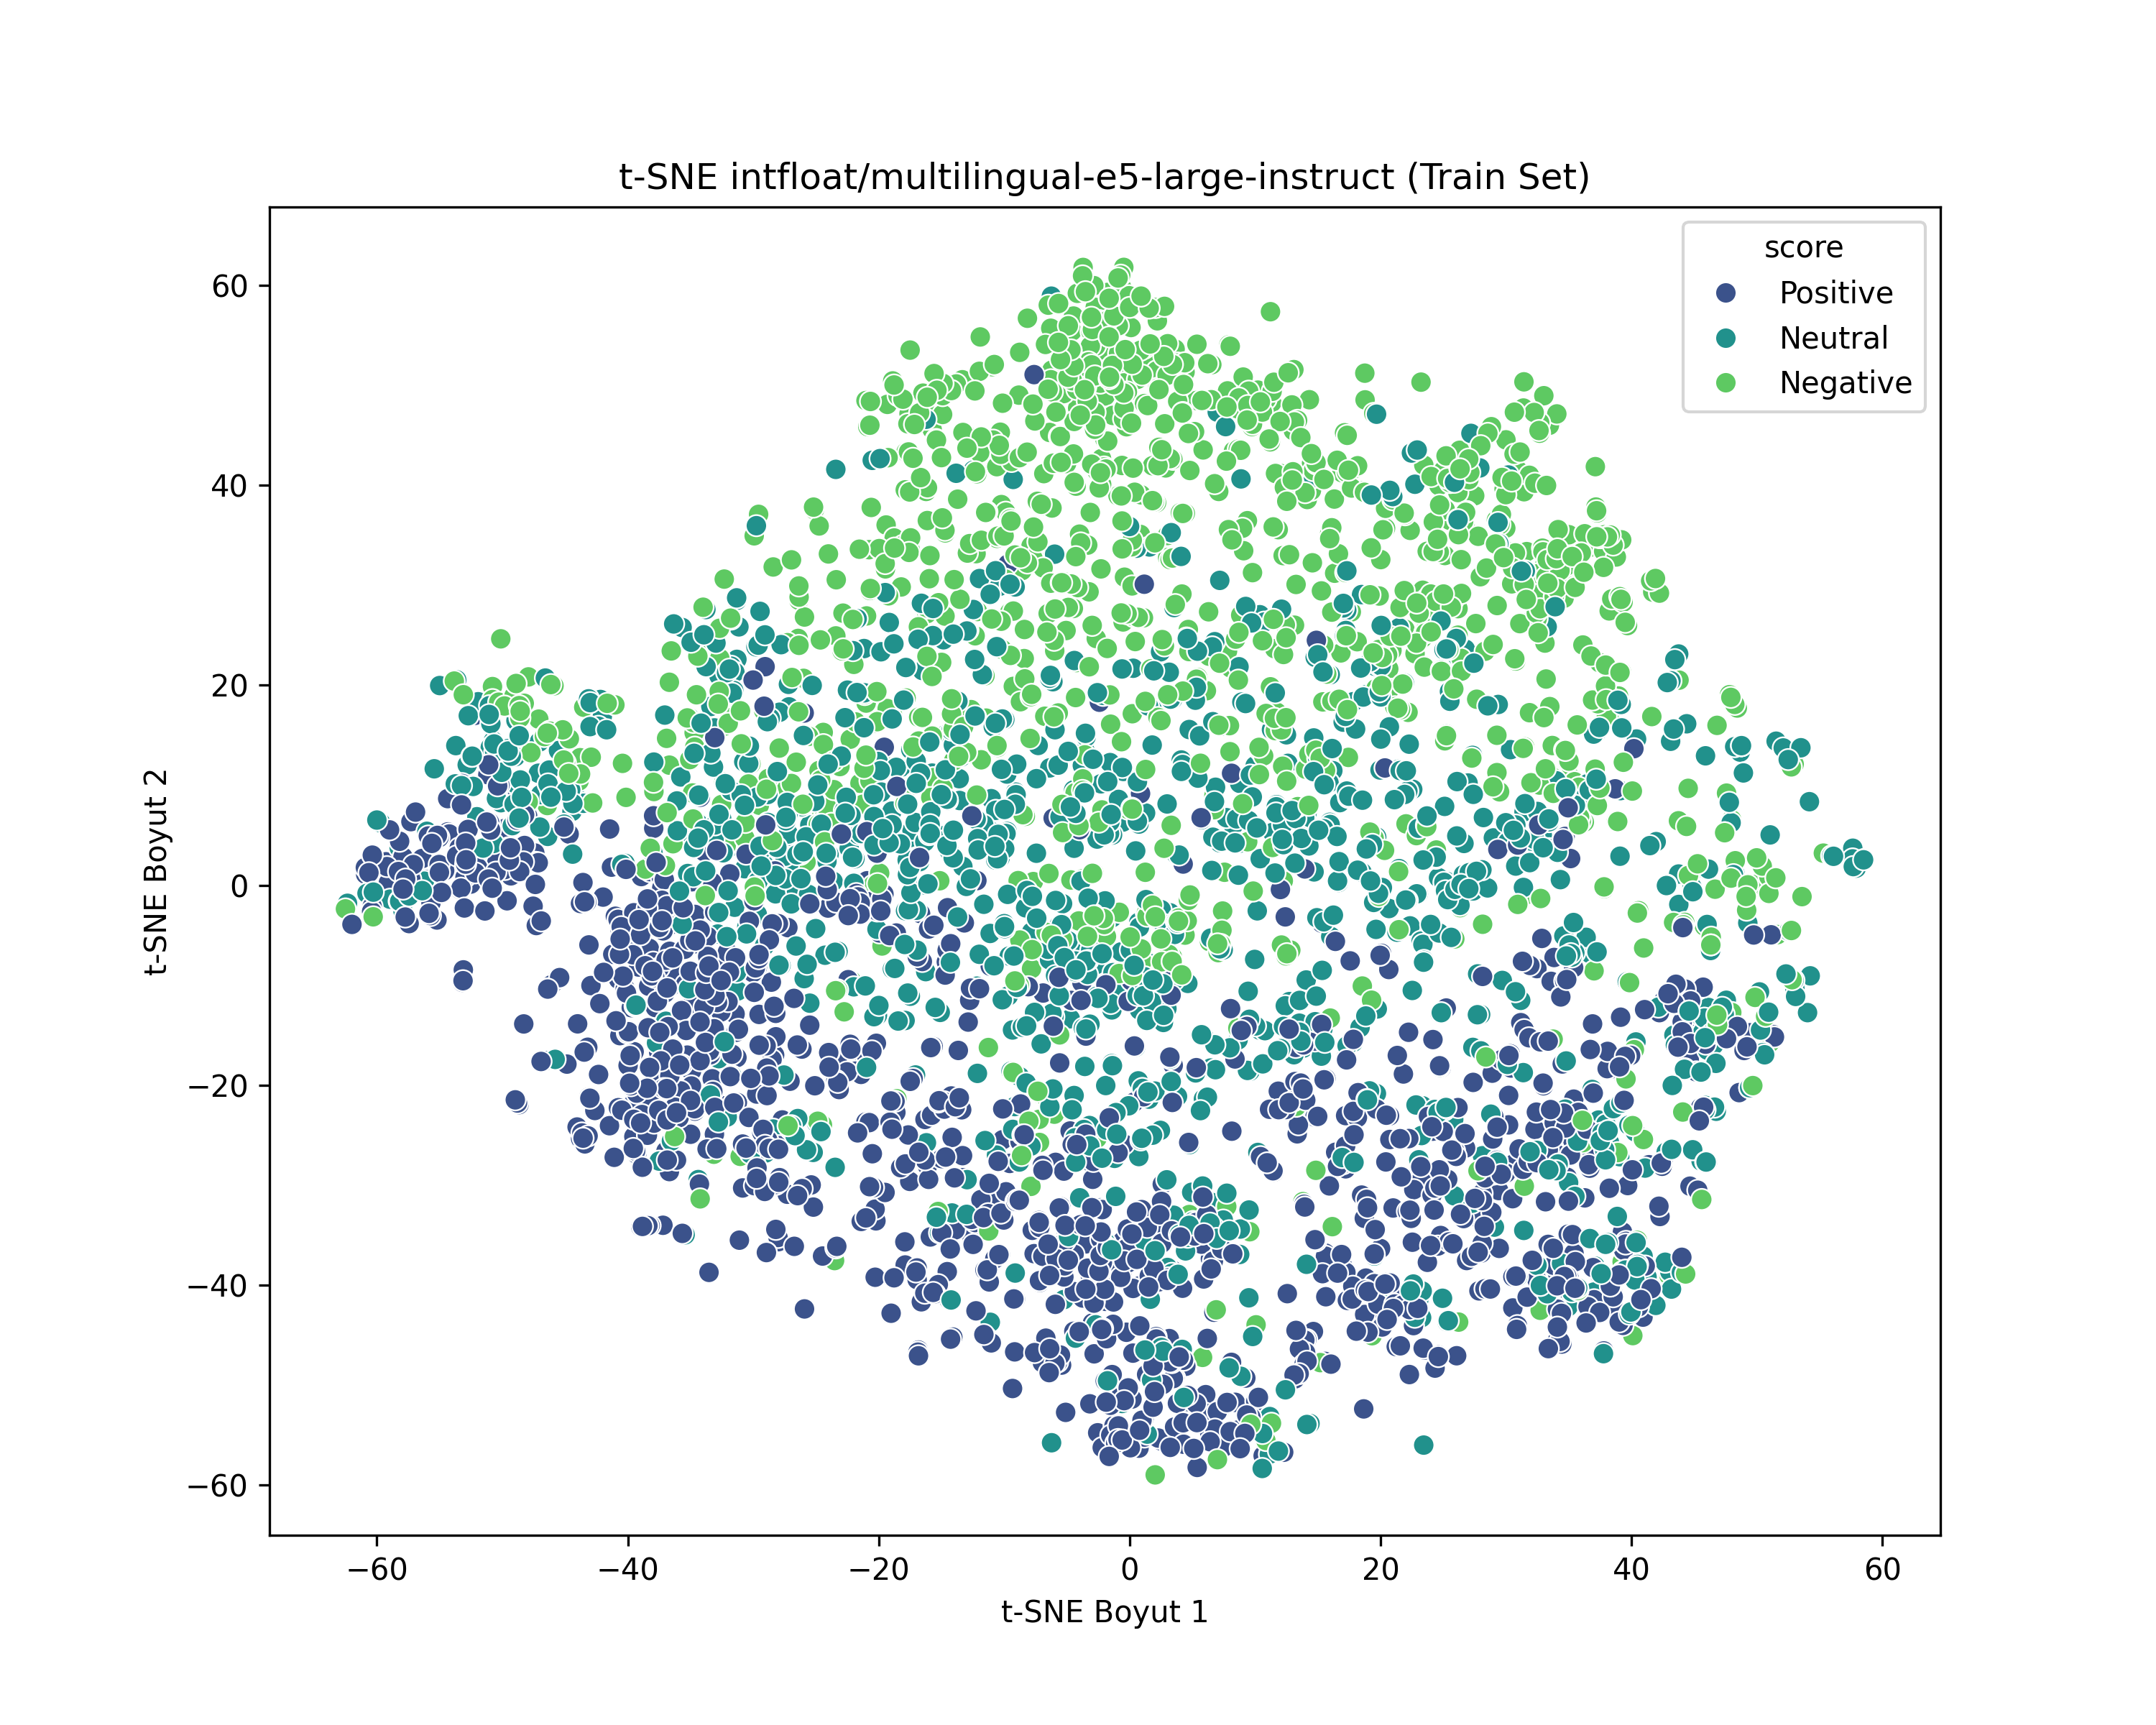 t-SNE intfloat/multilingual-e5-large-instruct (Train Set)
score
Positive
Neutral
Negative
60
40
20
0
−20
−40
−60
t-SNE Boyut 2
−60
−40
−20
0
20
40
60
t-SNE Boyut 1